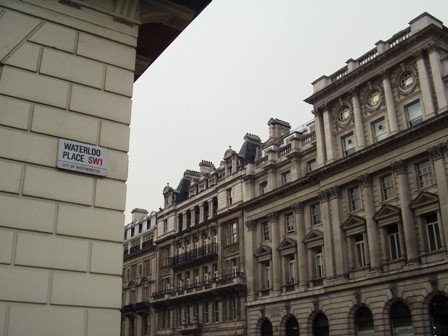 WATERLOO
PLACE SW1
CITY OF WESTMINSTER